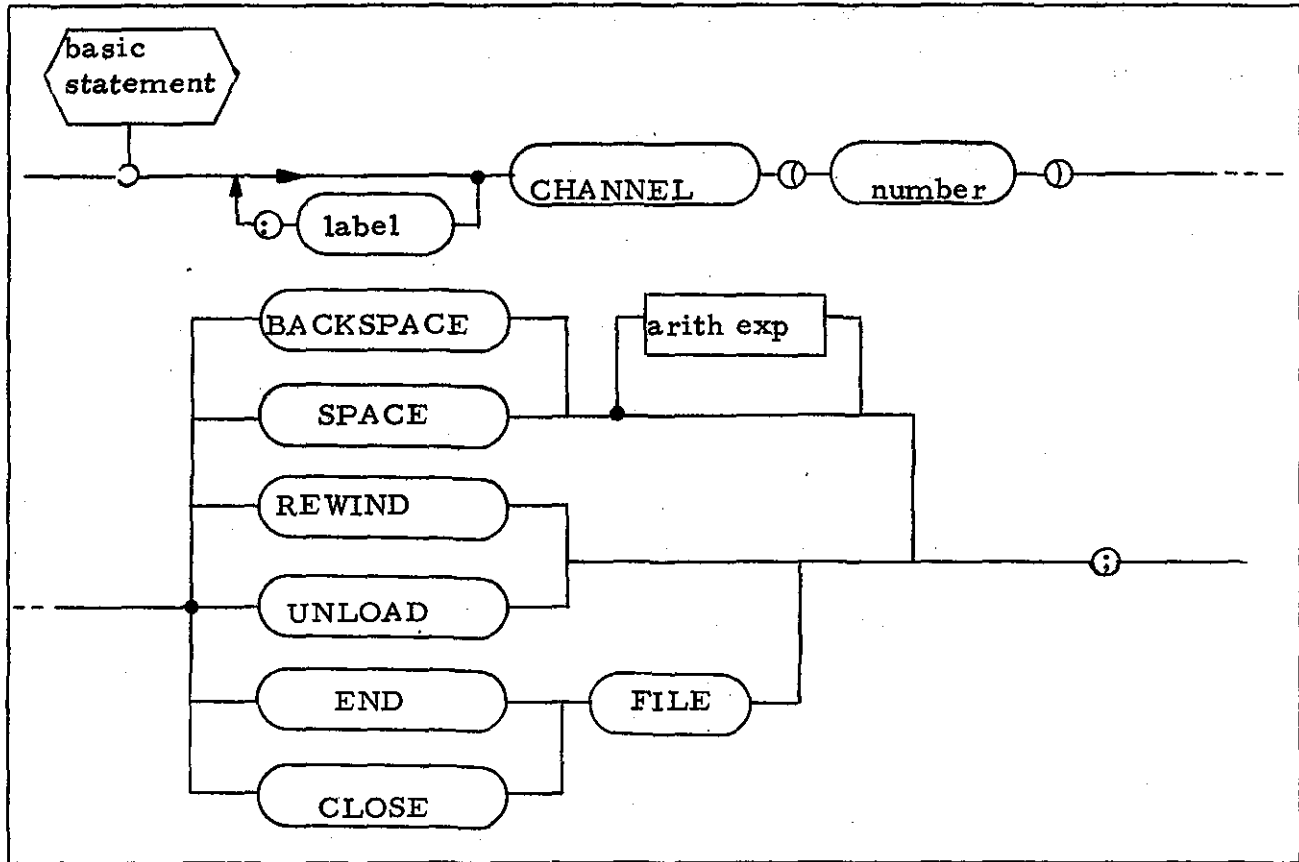 basic
statement
CHANNEL ( number )
: label
BACKSPACE
arith exp
SPACE
REWIND
;
UNLOAD
END FILE
CLOSE